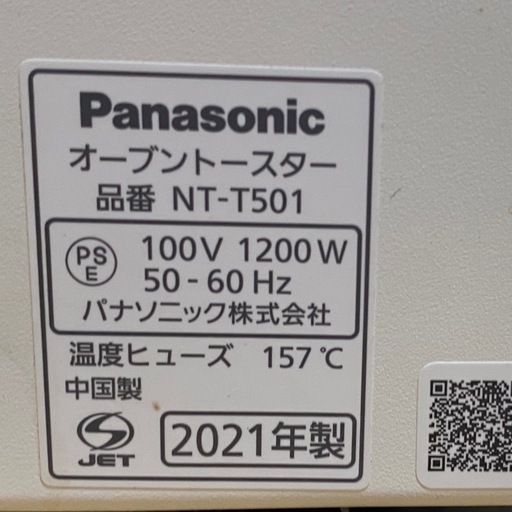 Panasonic
オーブントースター
品番 NT-T501
PS E 100V 1200W
50-60Hz
パナソニック株式会社
温度ヒューズ 157℃
中国製
JET 2021年製